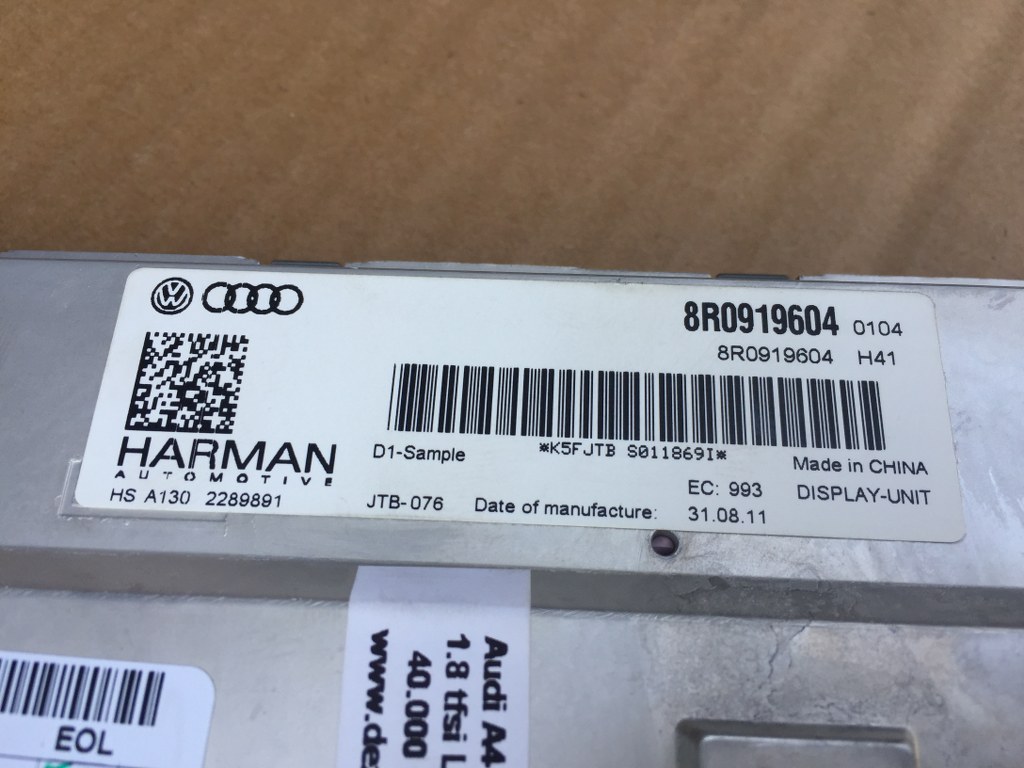 8R0919604 0104
8R0919604 H41
HARMAN
AUTOMOTIVE
HS A130 2289891
D1-Sample
*K5FJTB S011869I*
Made in CHINA
JTB-076
Date of manufacture:
EC: 993
31.08.11
DISPLAY-UNIT
EOL
Audi A4
1.8 tfsi
40.000